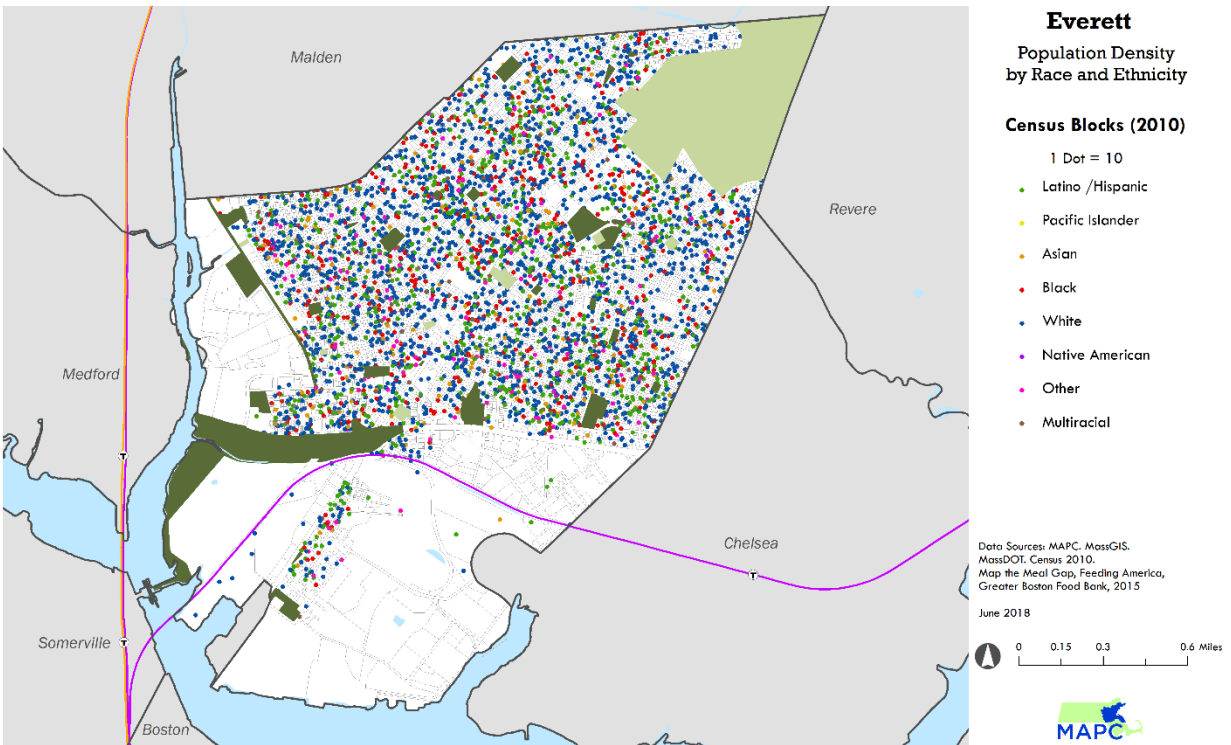 Everett
Population Density
by Race and Ethnicity
Census Blocks (2010)
1 Dot = 10
Latino /Hispanic
Pacific Islander
Asian
Black
White
Native American
Other
Multiracial
Data Sources: MAPC. MassGIS.
MassDOT. Census 2010.
Map the Meal Gap, Feeding America,
Greater Boston Food Bank, 2015
June 2018
0 0.15 0.3 0.6 Miles
MAPC
Malden
Revere
Medford
T
Chelsea
T
Somerville
T
Boston